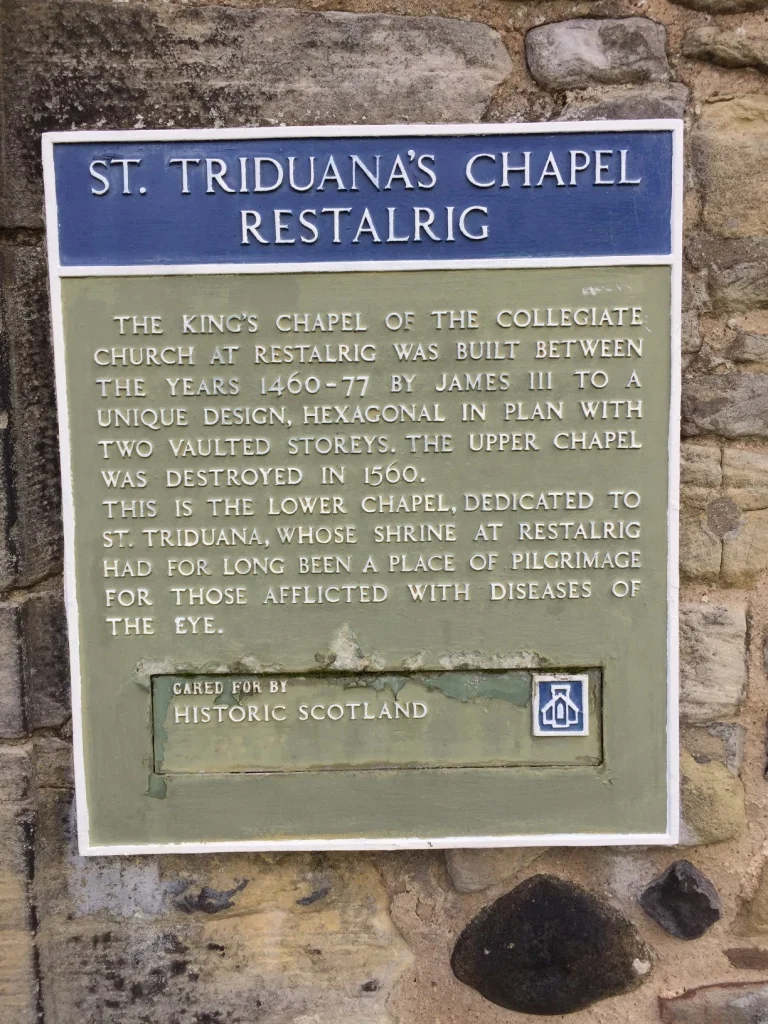 ST. TRIDUANA'S CHAPEL
RESTALRIG
THE KING'S CHAPEL OF THE COLLEGIATE
CHURCH AT RESTALRIG WAS BUILT BETWEEN
THE YEARS 1460-77 BY JAMES III TO A
UNIQUE DESIGN, HEXAGONAL IN PLAN WITH
TWO VAULTED STOREYS. THE UPPER CHAPEL
WAS DESTROYED IN 1560.
THIS IS THE LOWER CHAPEL, DEDICATED TO
ST. TRIDUANA, WHOSE SHRINE AT RESTALRIG
HAD FOR LONG BEEN A PLACE OF PILGRIMAGE
FOR THOSE AFFLICTED WITH DISEASES OF
THE EYE.
CARED FOR BY
HISTORIC SCOTLAND